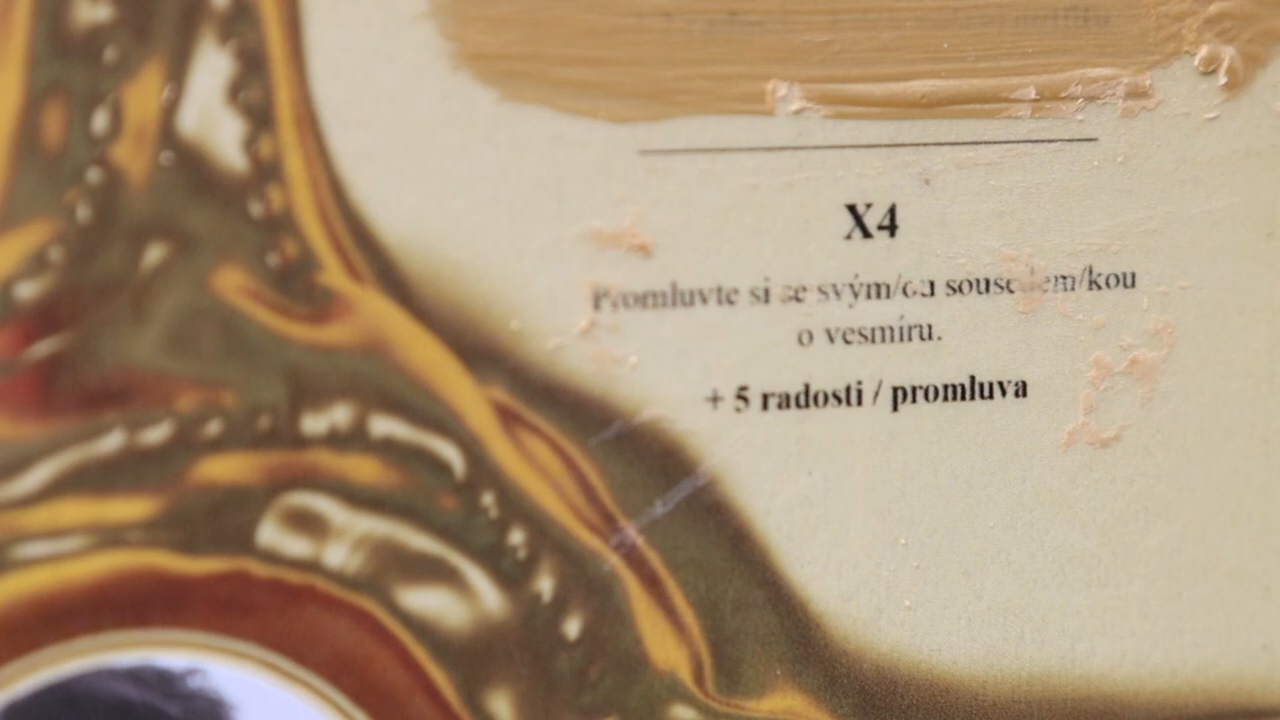 X4
Promluvte si se svým/ou sousedem/kou
o vesmíru.
+ 5 radosti / promluva